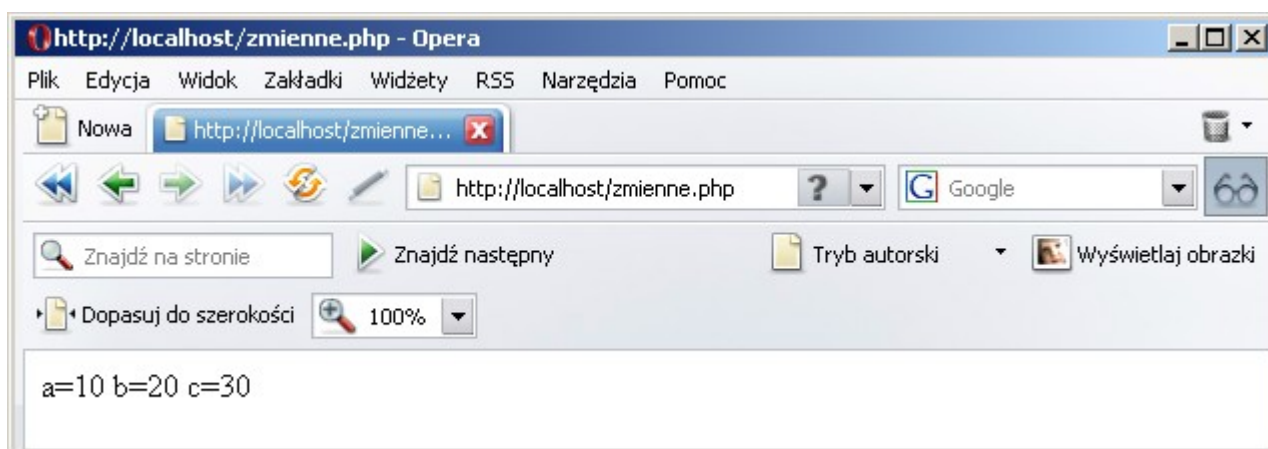 http://localhost/zmienne.php - Opera
Plik Edycja Widok Zakładki Widżety RSS Narzędzia Pomoc
Nowa http://localhost/zmienne...
http://localhost/zmienne.php ? G Google
Znajdź na stronie Znajdź następny Tryb autorski Wyświetlaj obrazki
Dopasuj do szerokości 100%
a=10 b=20 c=30